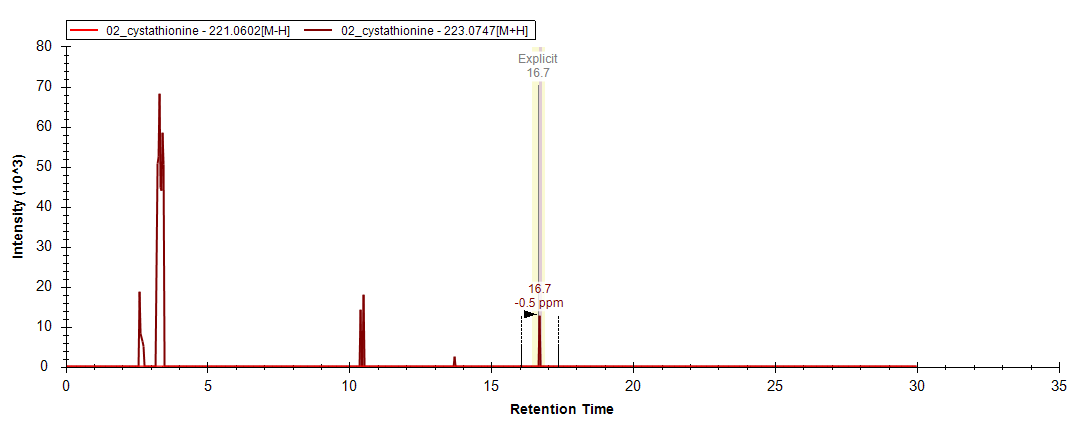 02_cystathionine - 221.0602[M-H] 02_cystathionine - 223.0747[M+H]
80
70
60
50
40
30
20
10
0
Intensity (10^3)
Explicit
16.7
16.7
-0.5 ppm
0 5 10 15 20 25 30 35
Retention Time